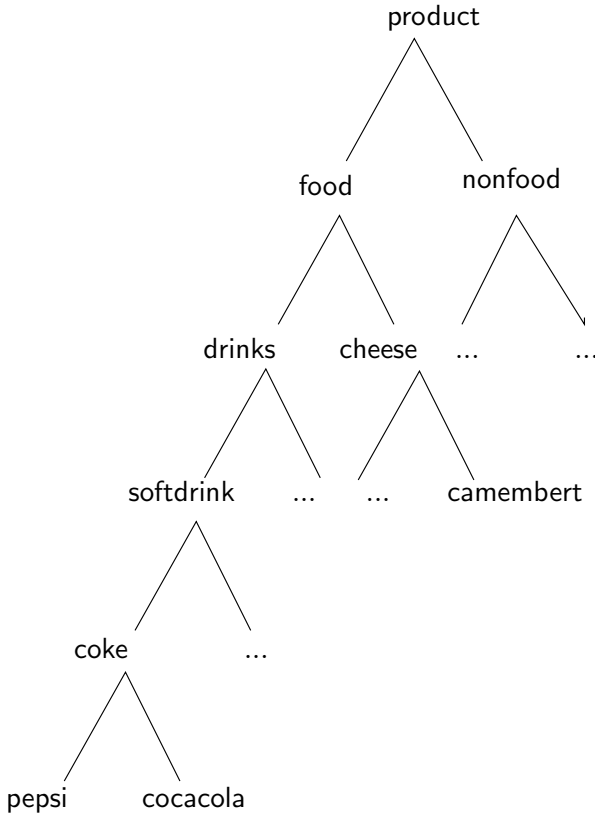 product
food nonfood
drinks cheese ... ...
softdrink ... ... camembert
coke ...
pepsi cocacola